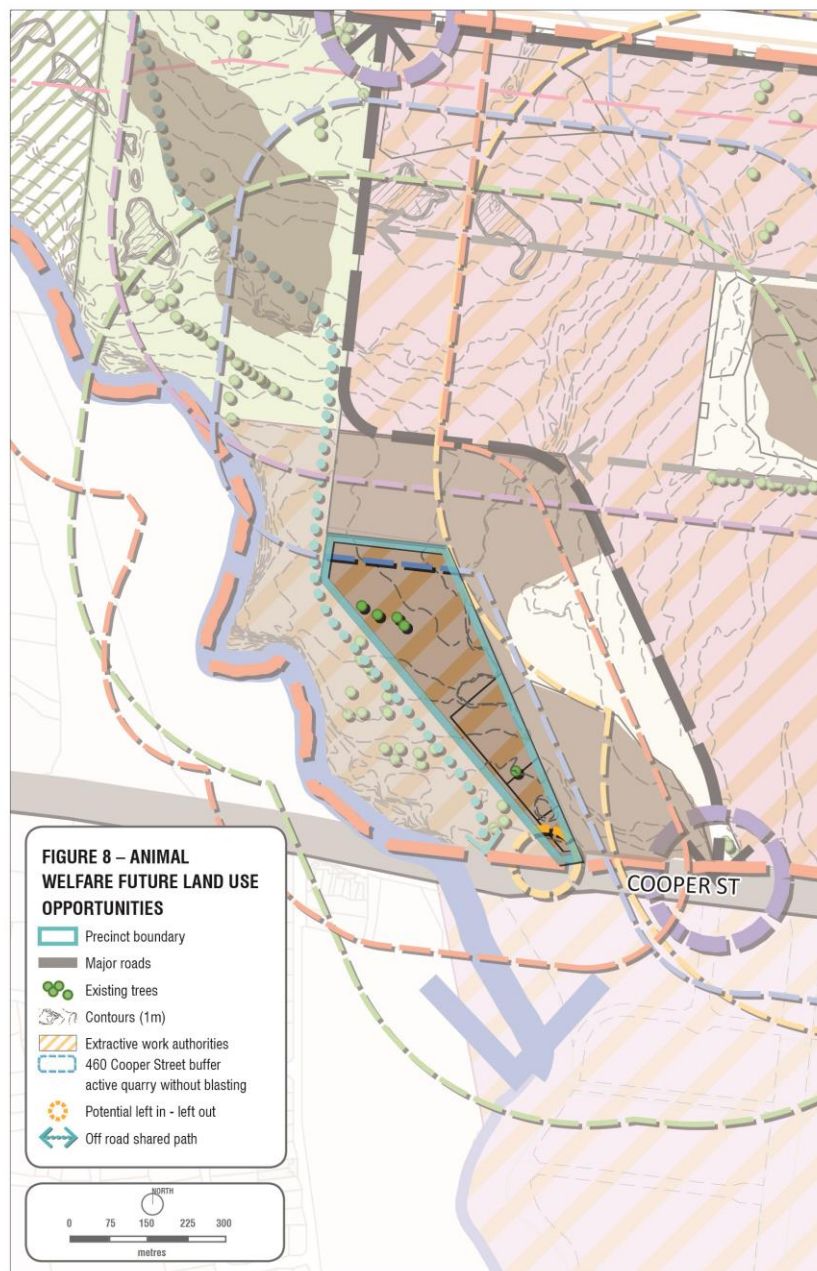 COOPER ST
FIGURE 8 – ANIMAL
WELFARE FUTURE LAND USE
OPPORTUNITIES
Precinct boundary
Major roads
Existing trees
Contours (1m)
Extractive work authorities
460 Cooper Street buffer
active quarry without blasting
Potential left in - left out
Off road shared path
NORTH
0 75 150 225 300
metres